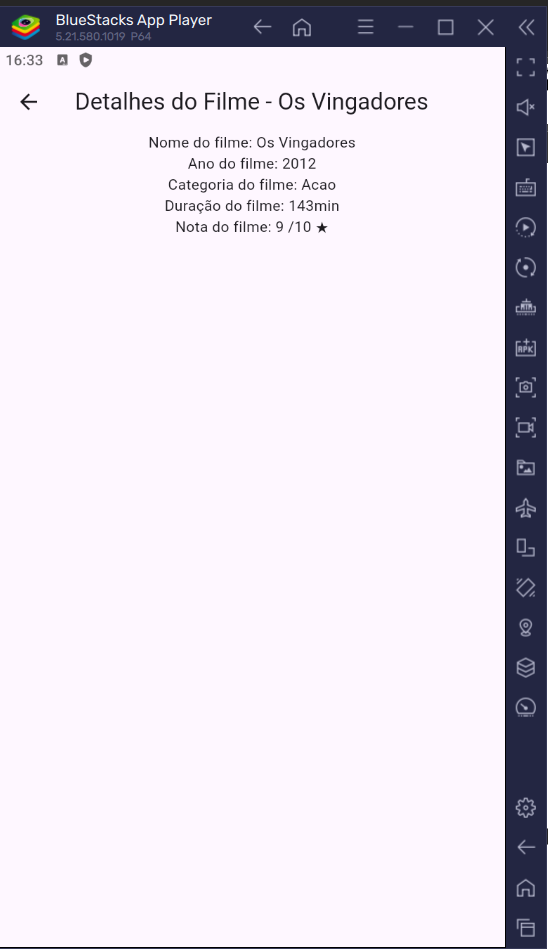 BlueStacks App Player
5.21.580.1019 P64
16:33
Detalhes do Filme - Os Vingadores
Nome do filme: Os Vingadores
Ano do filme: 2012
Categoria do filme: Acao
Duração do filme: 143min
Nota do filme: 9 /10 ★
RPK